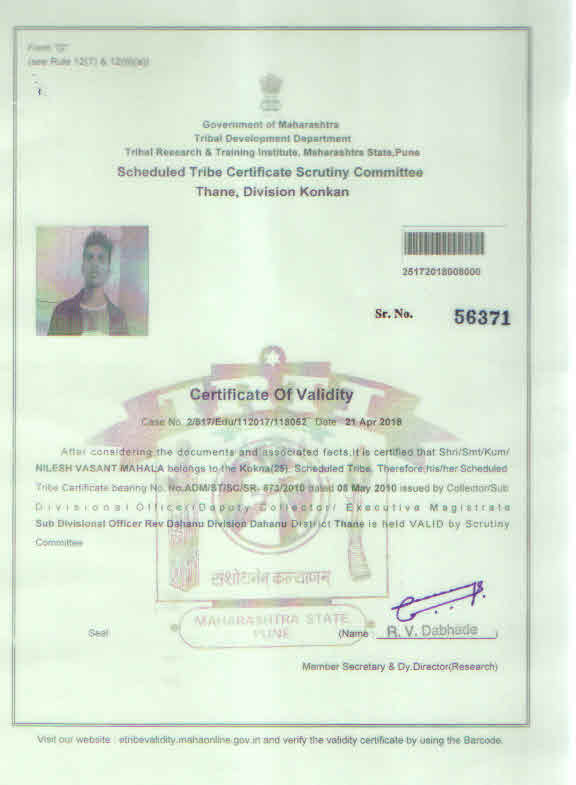 Form "G"
(see Rule 12(7) & 12(8)(a))
Government of Maharashtra
Tribal Development Department
Tribal Research & Training Institute, Maharashtra State,Pune
Scheduled Tribe Certificate Scrutiny Committee
Thane, Division Konkan
25172018008000
Sr. No. 56371
Certificate Of Validity
Case No. 2/817/Edu/112017/118052 Date 21 Apr 2018
After considering the documents and associated facts,it is certified that Shri/Smt/Kum/
NILESH VASANT MAHALA belongs to the Kokna(25), Scheduled Tribe. Therefore,his/her Scheduled
Tribe Certificate bearing No. No.ADM/ST/SC/SR- 873/2010 dated 08 May 2010 issued by Collector/Sub
Divisional Officer/Deputy Collector/ Executive Magistrate
Sub Divisional Officer Rev Dahanu Division Dahanu District Thane is held VALID by Scrutiny
Committee
संशोधनेन कल्याणम्
MAHARASHTRA STATE
PUNE
Seal (Name R. V. Dabhade )
Member Secretary & Dy.Director(Research)
Visit our website : etribevalidity.mahaonline.gov.in and verify the validity certificate by using the Barcode.